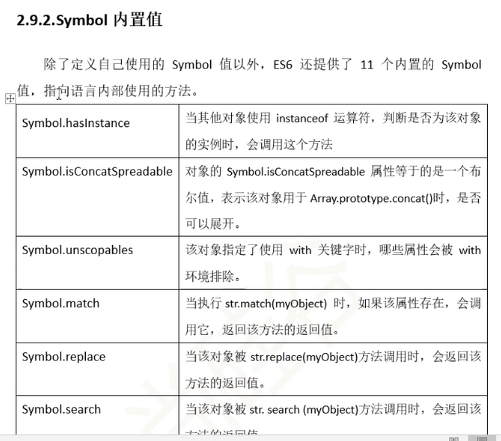 2.9.2.Symbol 内置值
除了定义自己使用的 Symbol 值以外，ES6 还提供了 11 个内置的 Symbol
值，指向语言内部使用的方法。
Symbol.hasInstance
当其他对象使用 instanceof 运算符，判断是否为该对象
的实例时，会调用这个方法
Symbol.isConcatSpreadable
对象的 Symbol.isConcatSpreadable 属性等于的是一个布
尔值，表示该对象用于 Array.prototype.concat()时，是否
可以展开。
Symbol.unscopables
该对象指定了使用 with 关键字时，哪些属性会被 with
环境排除。
Symbol.match
当执行 str.match(myObject) 时，如果该属性存在，会调
用它，返回该方法的返回值。
Symbol.replace
当该对象被 str.replace(myObject)方法调用时，会返回该
方法的返回值。
Symbol.search
当该对象被 str. search (myObject)方法调用时，会返回该
方法的返回值。